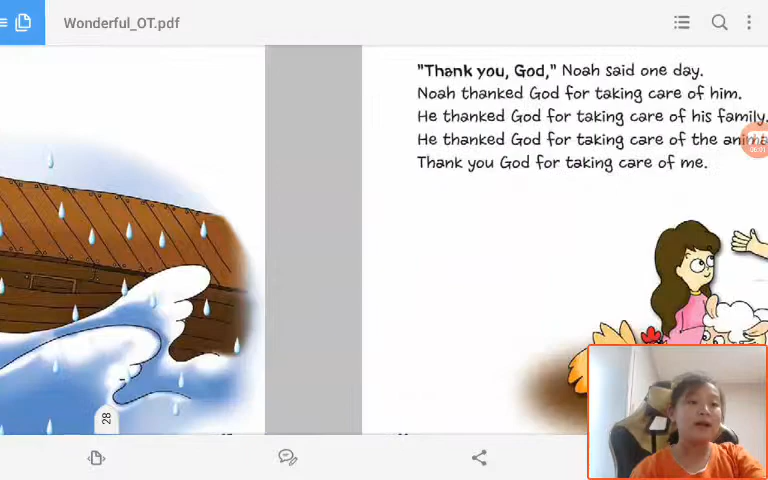 Wonderful_OT.pdf
"Thank you, God," Noah said one day.
Noah thanked God for taking care of him.
He thanked God for taking care of his family.
He thanked God for taking care of the
Thank you God for taking care of me.
06:01
28